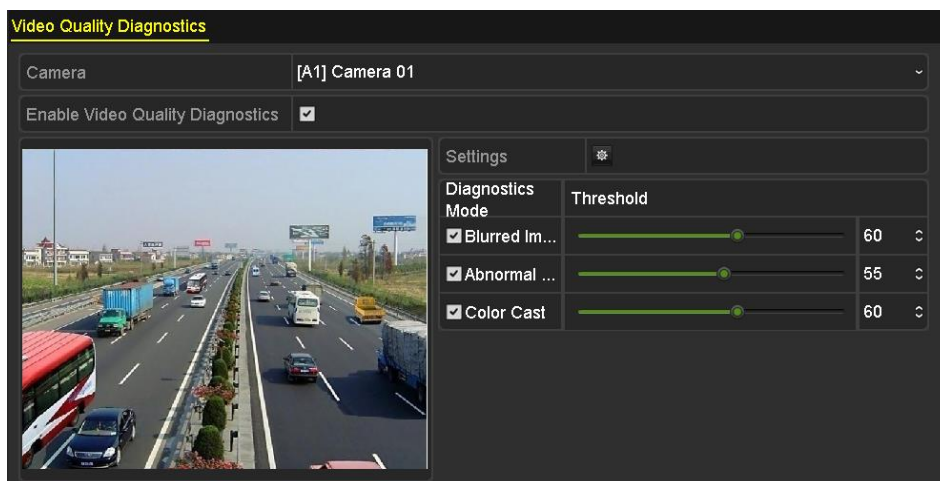 Video Quality Diagnostics
Camera
[A1] Camera 01
Enable Video Quality Diagnostics
Settings
Diagnostics
Mode
Threshold
Blurred Im...
60
Abnormal ...
55
Color Cast
60